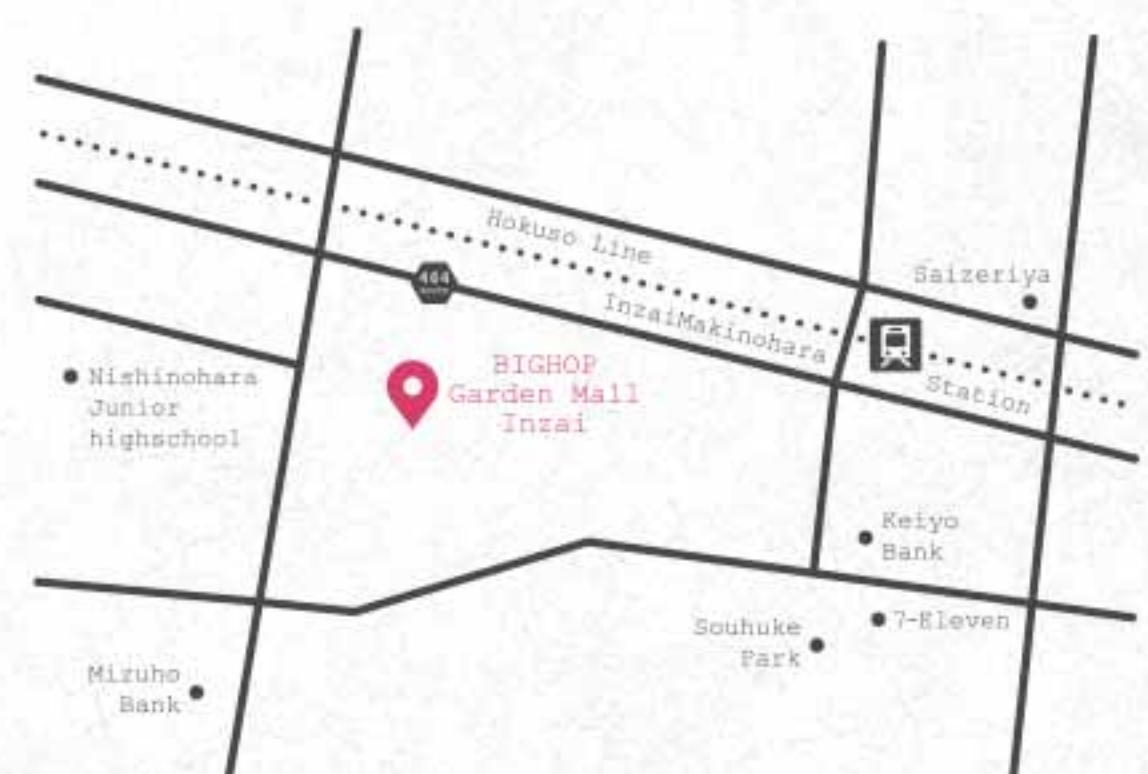 Hokuso Line
Saizeriya
464
InzaiMakinohara
Station
BIGHOP
Garden Mall
Inzai
Nishinohara
Junior
highschool
Keiyo
Bank
7-Eleven
Souhuke
Park
Mizuho
Bank